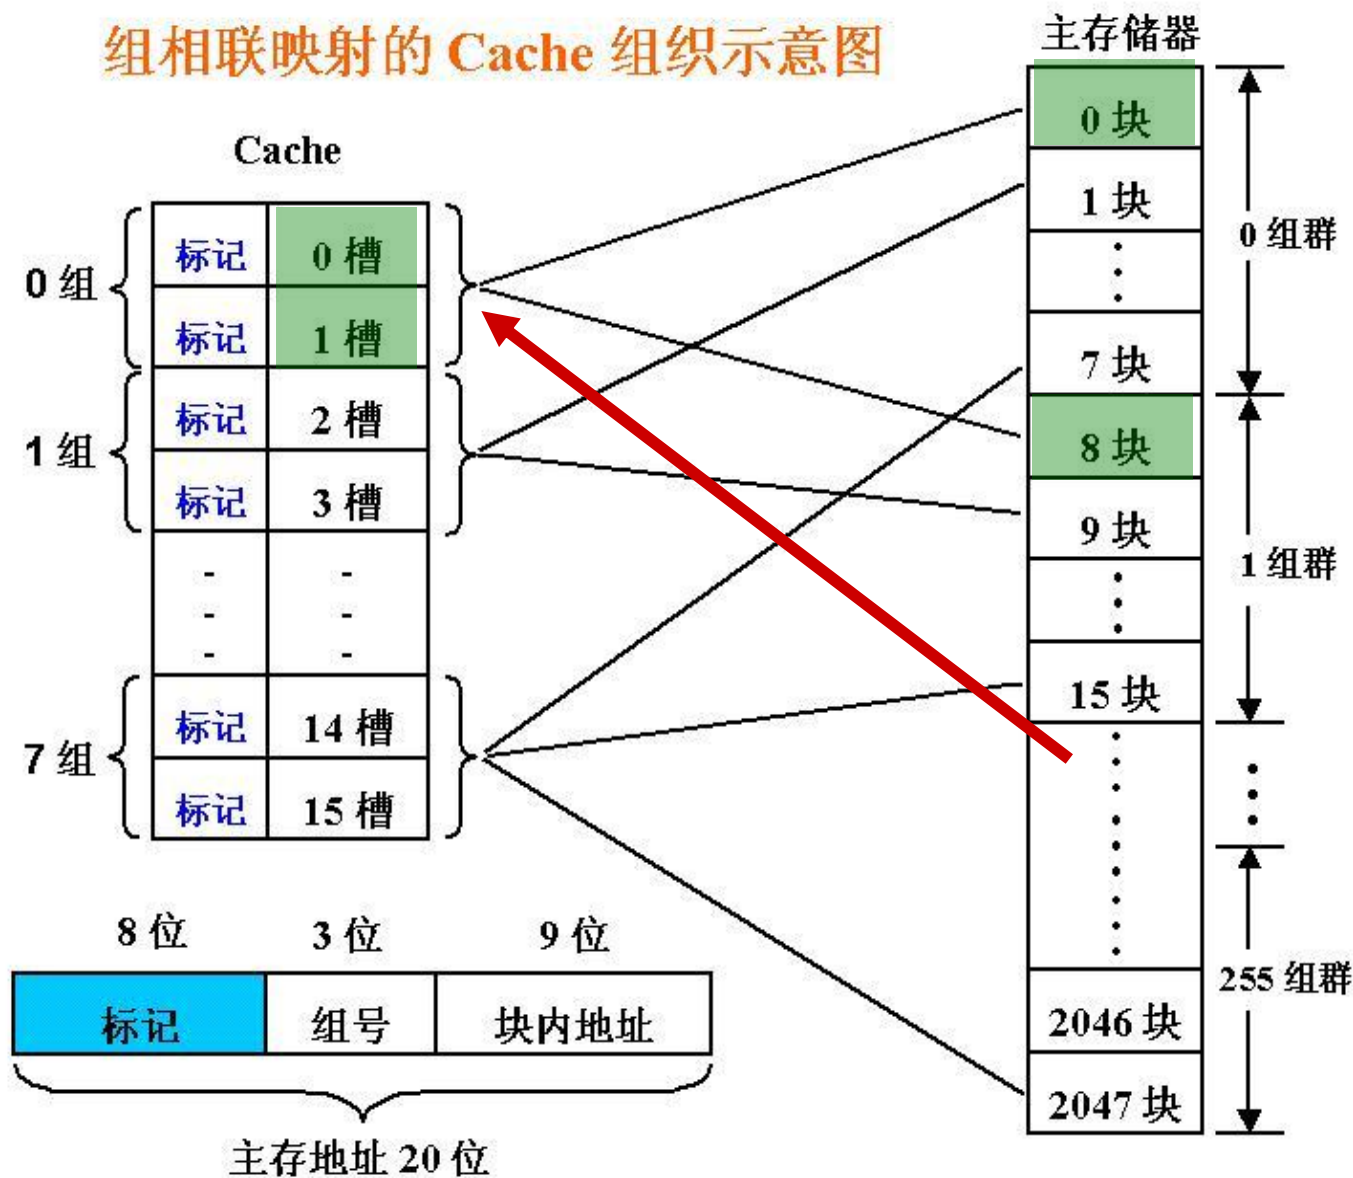 组相联映射的 Cache 组织示意图
主存储器
Cache
0 组
标记
0 槽
标记
1 槽
1 组
标记
2 槽
标记
3 槽
7 组
标记
14 槽
标记
15 槽
0 块
1 块
7 块
8 块
9 块
15 块
2046 块
2047 块
0 组群
1 组群
255 组群
8 位
3 位
9 位
标记
组号
块内地址
主存地址 20 位